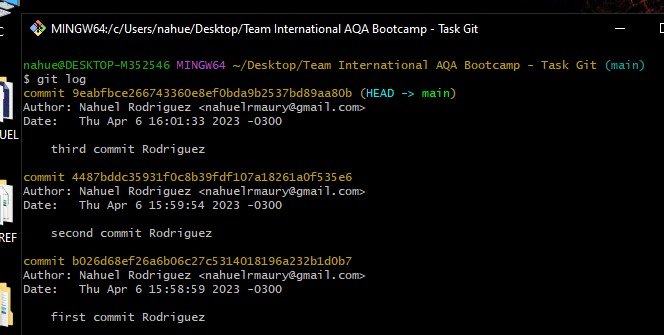 MINGW64:/c/Users/nahue/Desktop/Team International AQA Bootcamp - Task Git
nahue@DESKTOP-M352546 MINGW64 ~/Desktop/Team International AQA Bootcamp - Task Git (main)
$ git log
commit 9eabfbce266743360e8ef0bda9b2537bd89aa80b (HEAD -> main)
Author: Nahuel Rodriguez <nahuelrmaury@gmail.com>
Date:   Thu Apr 6 16:01:33 2023 -0300
    third commit Rodriguez
commit 4487bddc35931f0c8b39fdf107a18261a0f535e6
Author: Nahuel Rodriguez <nahuelrmaury@gmail.com>
Date:   Thu Apr 6 15:59:54 2023 -0300
    second commit Rodriguez
commit b026d68ef26a6b06c27c5314018196a232b1d0b7
Author: Nahuel Rodriguez <nahuelrmaury@gmail.com>
Date:   Thu Apr 6 15:58:59 2023 -0300
    first commit Rodriguez
C
UEL
REF